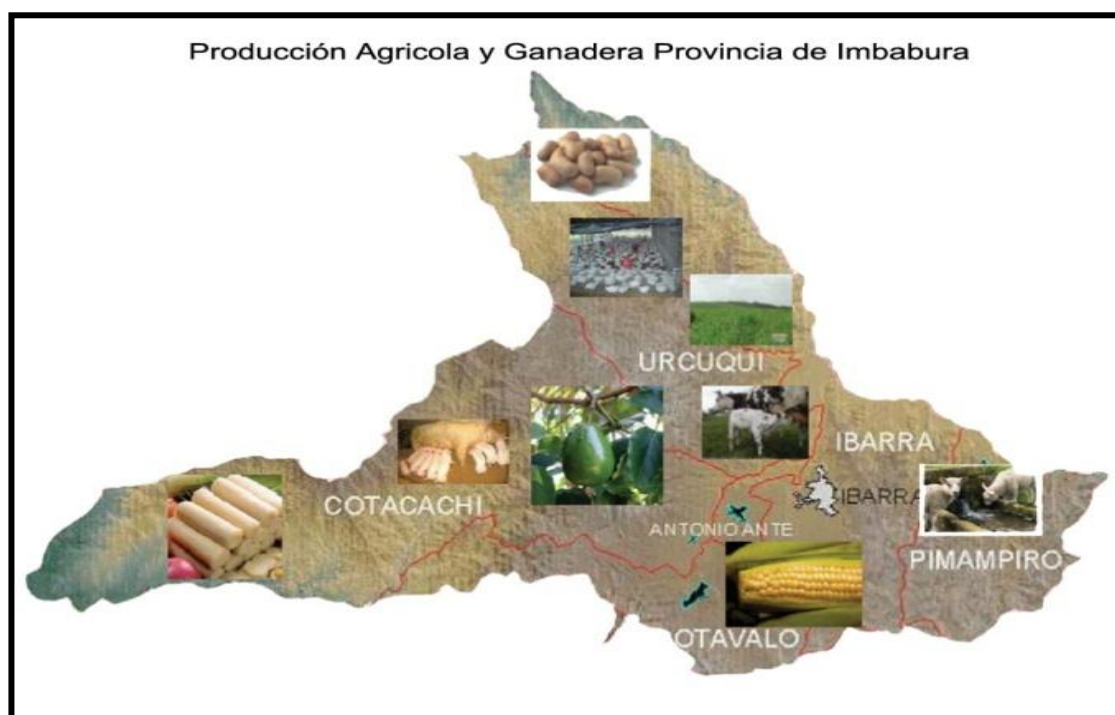 Producción Agricola y Ganadera Provincia de Imbabura
URCUQUI
IBARRA
COTACACHI
IBARRA
ANTONIO ANTE
PIMAMPIRO
OTAVALO